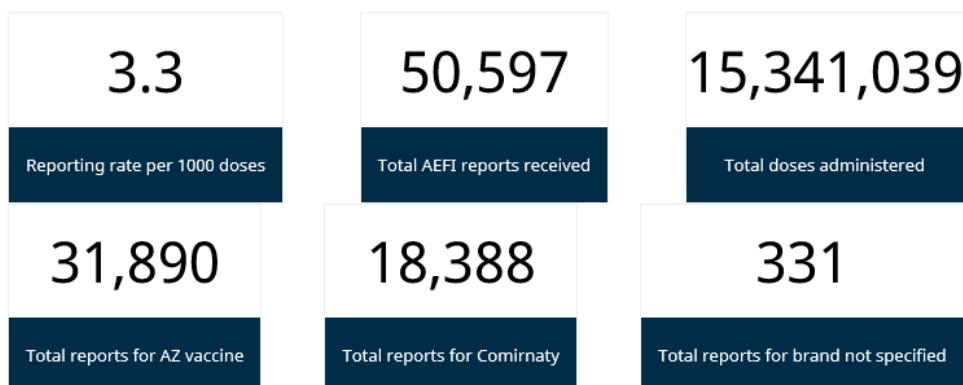 3.3
Reporting rate per 1000 doses
50,597
Total AEFI reports received
15,341,039
Total doses administered
31,890
Total reports for AZ vaccine
18,388
Total reports for Comirnaty
331
Total reports for brand not specified